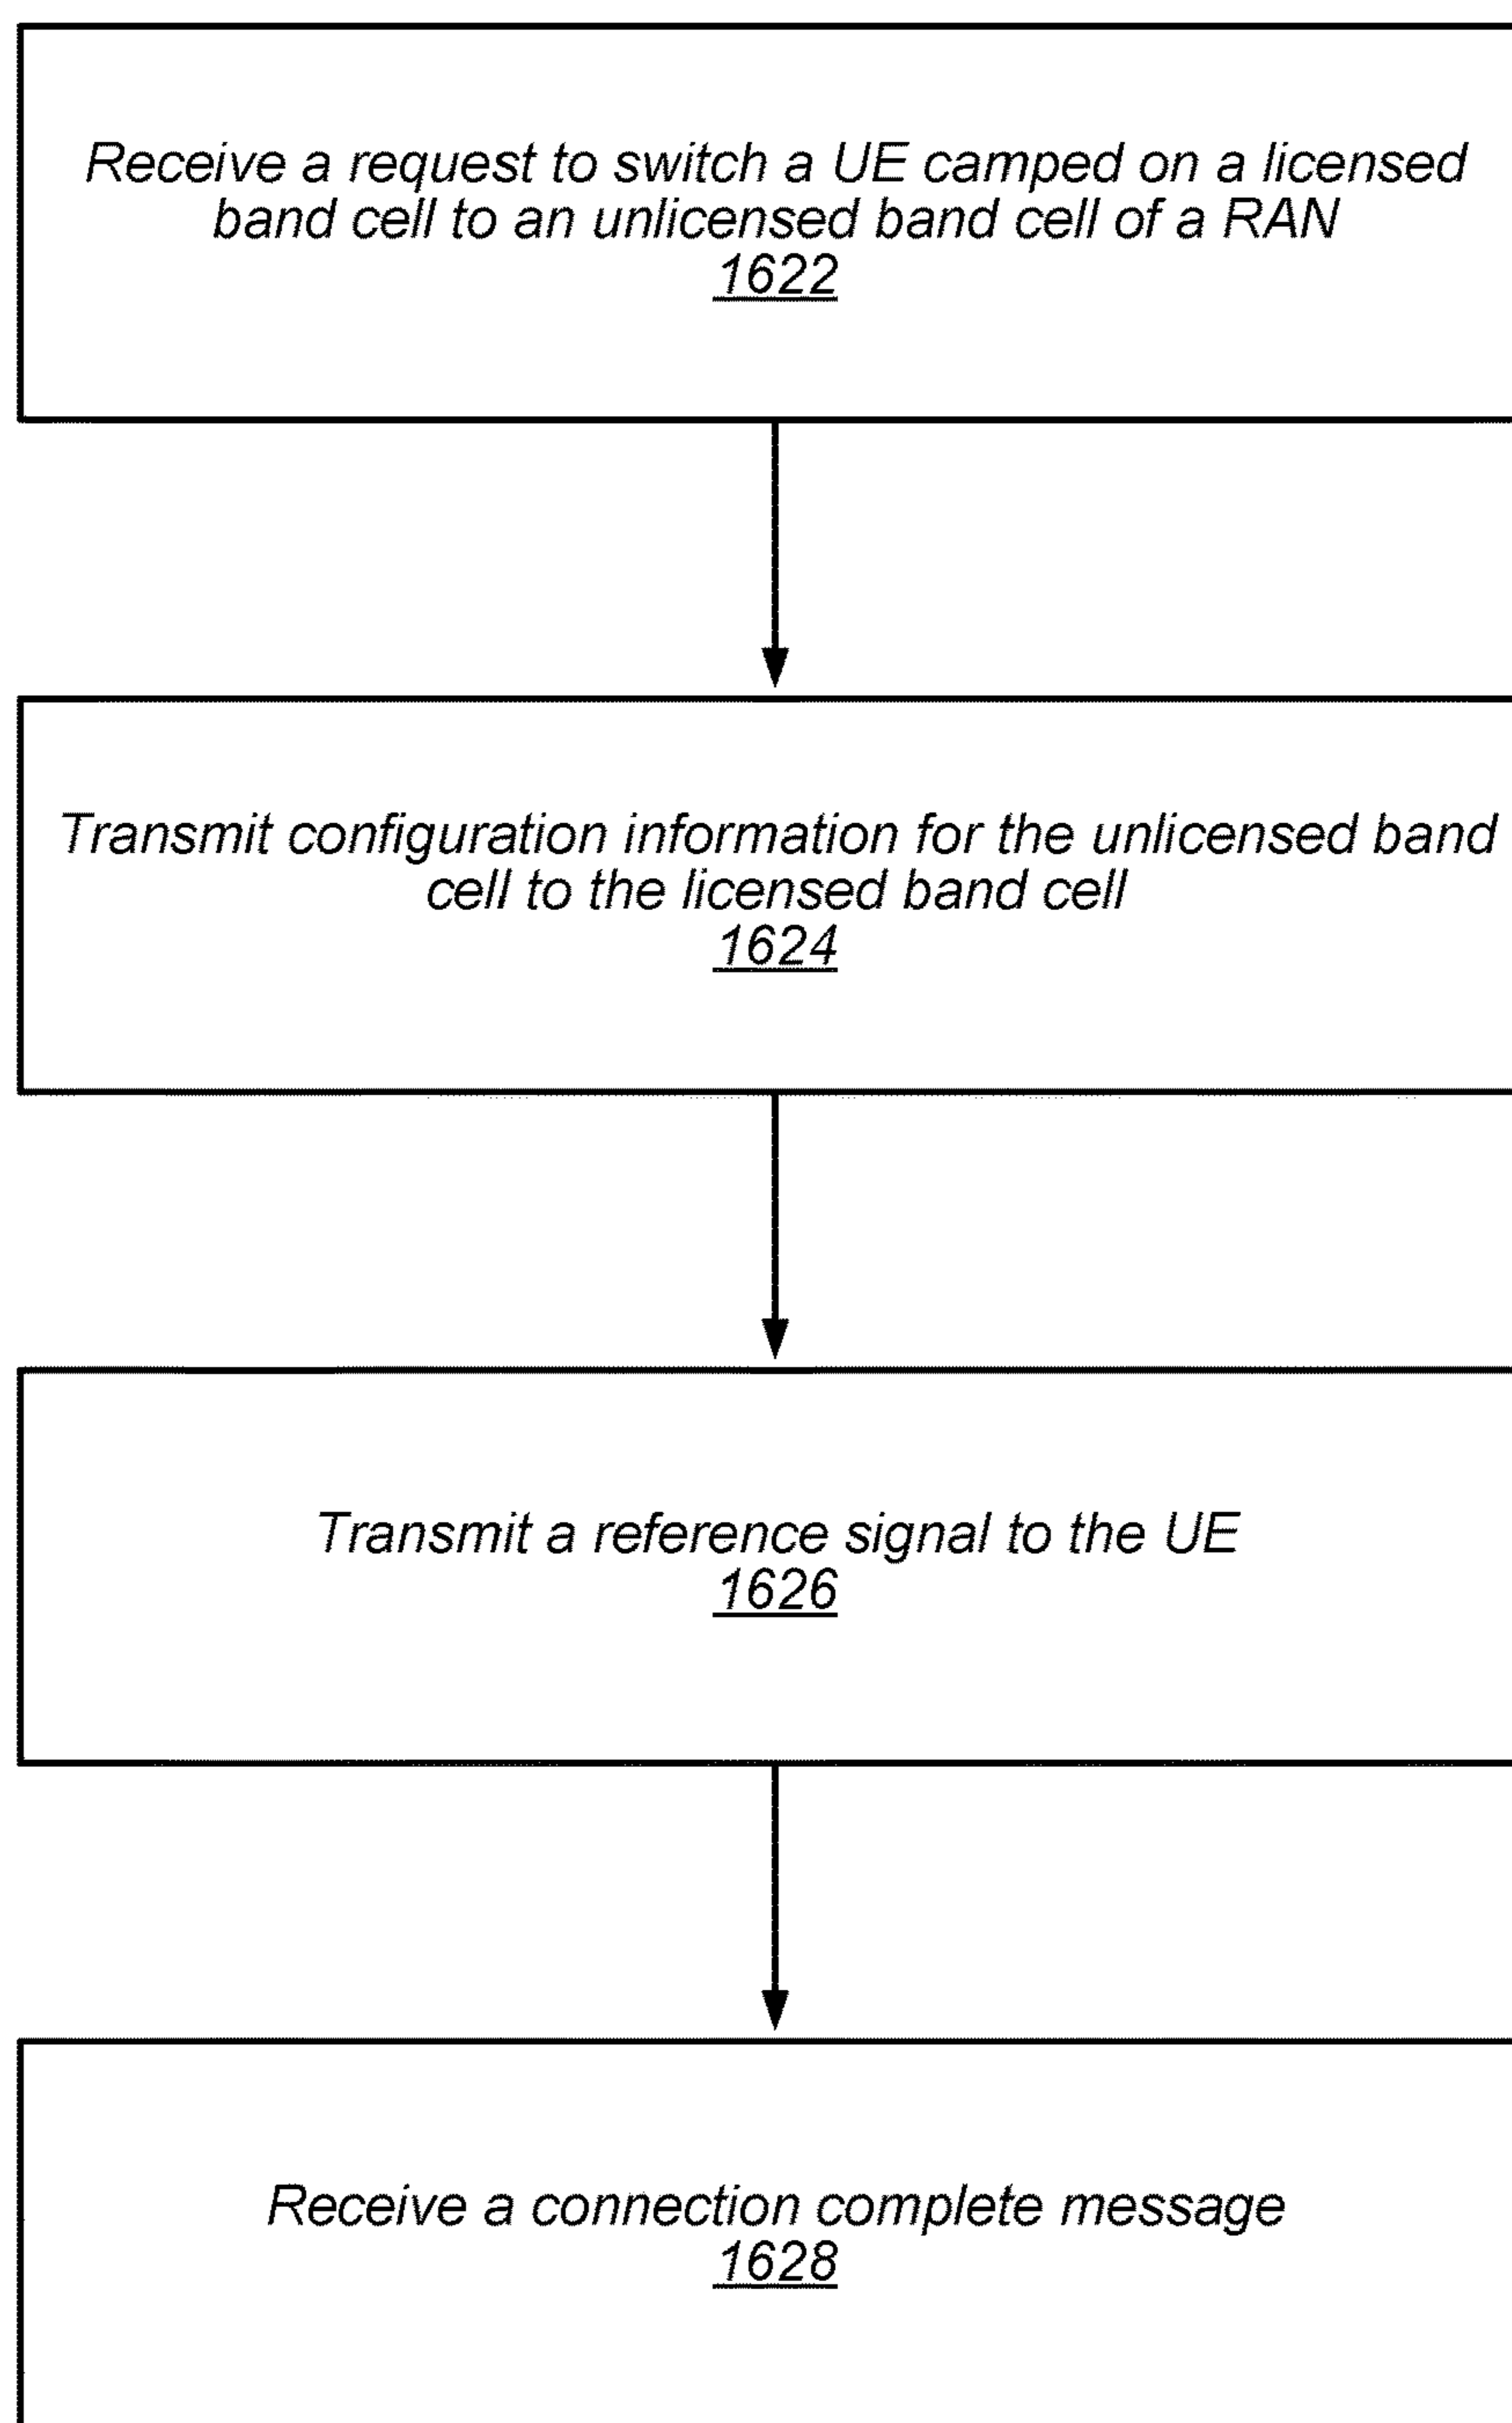 Receive a request to switch a UE camped on a licensed
band cell to an unlicensed band cell of a RAN
1622
Transmit configuration information for the unlicensed band
cell to the licensed band cell
1624
Transmit a reference signal to the UE
1626
Receive a connection complete message
1628